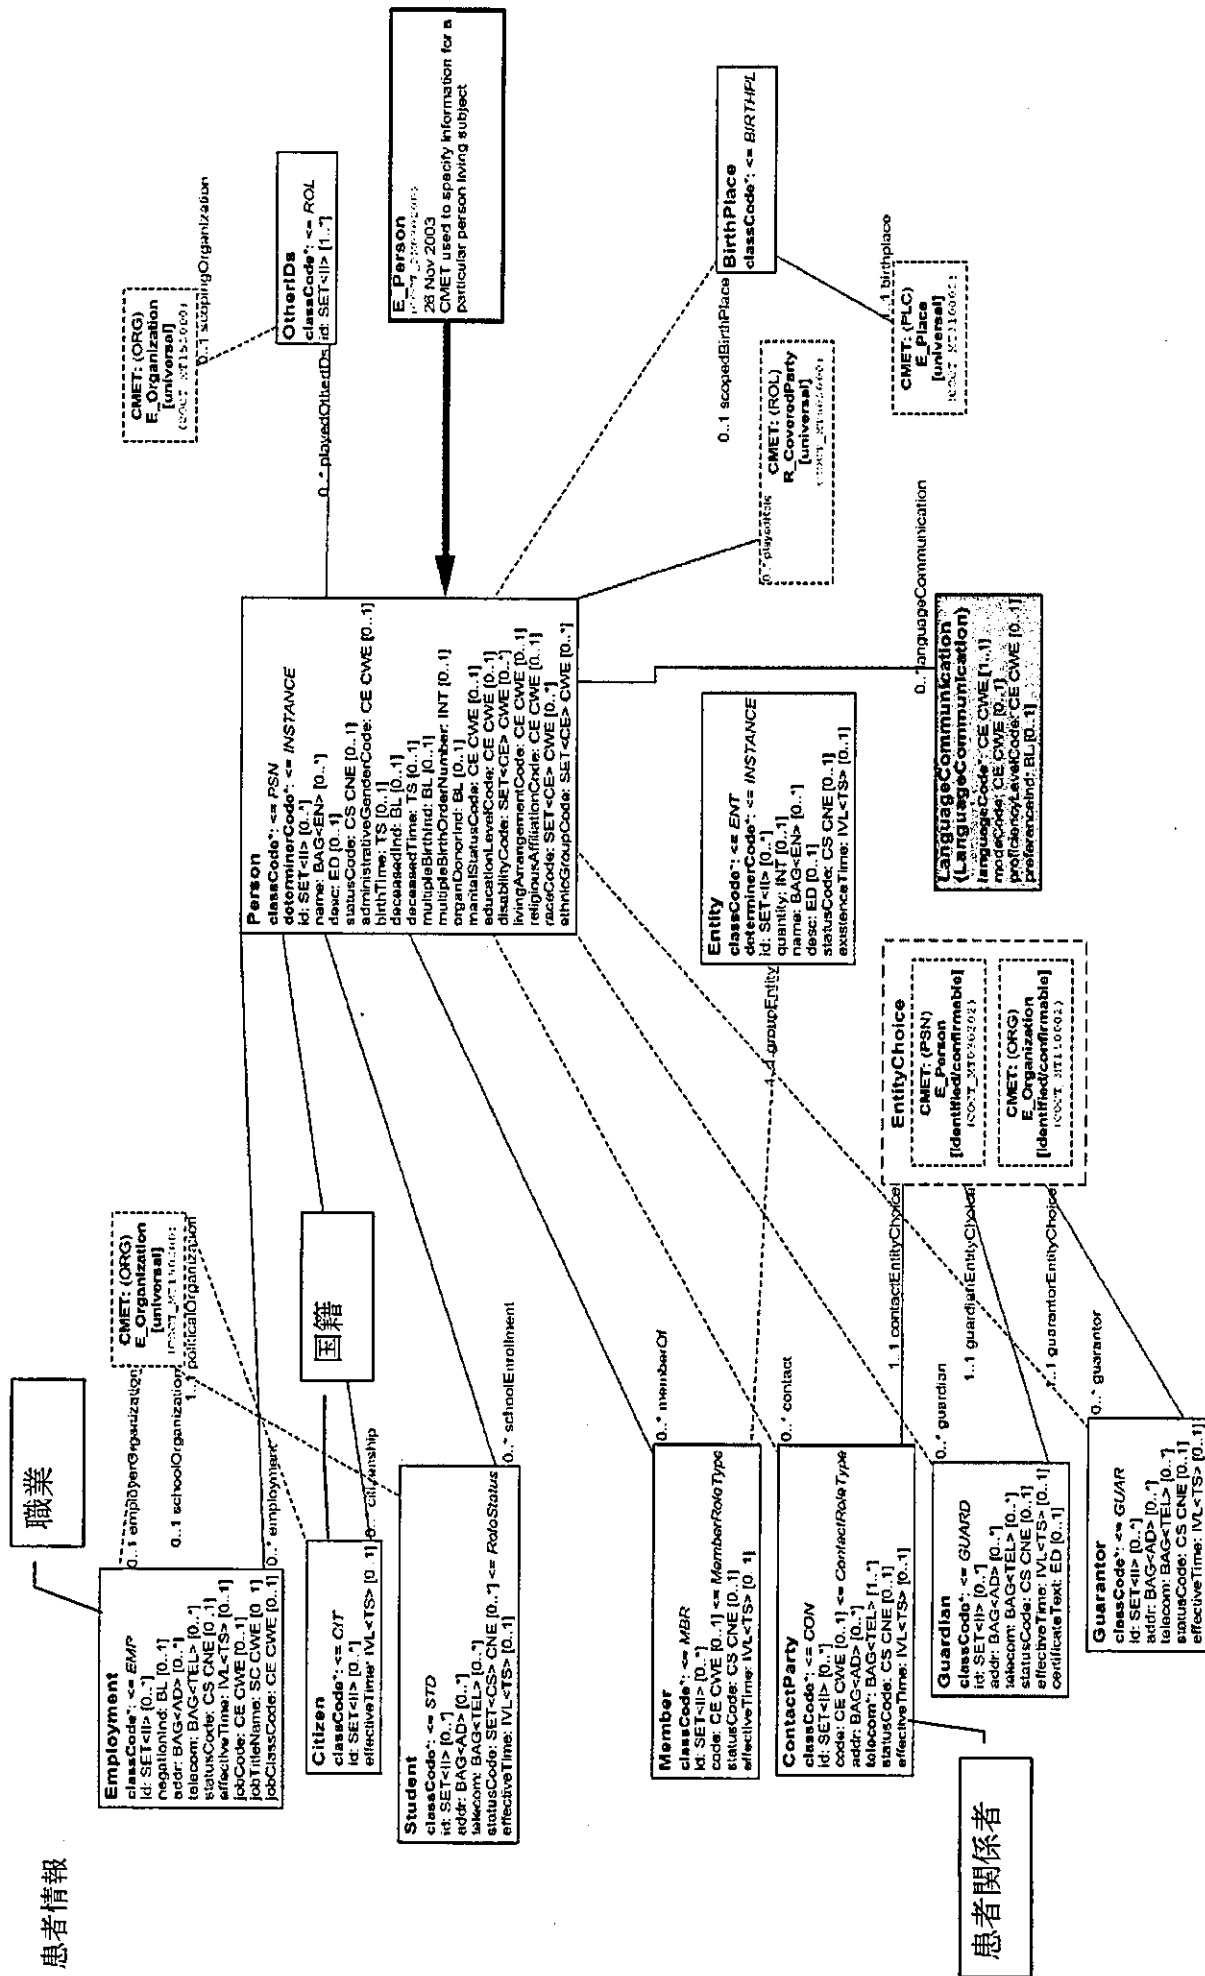 患者情報
職業
Employment
classCode*: <= EMP
id: SET<II> [0..*]
negationInd: BL [0..1]
addr: BAG<AD> [0..*]
telecom: BAG<TEL> [0..*]
statusCode: CS CNE [0..1]
effectiveTime: IVL<TS> [0..1]
jobCode: CE CWE [0..1]
jobTitleName: SC CWE [0..1]
jobClassCode: CE CWE [0..1]
0..1 employerOrganization
0..1 schoolOrganization
0..* employment
CMET: (ORG)
E_Organization
[universal]
1..1 politicalOrganization
国籍
Citizen
classCode*: <= CIT
id: SET<II> [0..*]
effectiveTime: IVL<TS> [0..1]
0..* citizenship
Student
classCode*: <= STD
id: SET<II> [0..*]
addr: BAG<AD> [0..*]
telecom: BAG<TEL> [0..*]
statusCode: SET<CS> CNE [0..*] <= RoleStatus
effectiveTime: IVL<TS> [0..1]
0..* schoolEnrollment
Member
classCode*: <= MBR
id: SET<II> [0..*]
code: CE CWE [0..1] <= MemberRoleType
statusCode: CS CNE [0..1]
effectiveTime: IVL<TS> [0..1]
0..* memberOf
ContactParty
classCode*: <= CON
id: SET<II> [0..*]
code: CE CWE [0..1] <= ContactRoleType
addr: BAG<AD> [0..*]
telecom*: BAG<TEL> [1..*]
statusCode: CS CNE [0..1]
effectiveTime: IVL<TS> [0..1]
0..* contact
患者関係者
Guardian
classCode*: <= GUARD
id: SET<II> [0..*]
addr: BAG<AD> [0..*]
telecom: BAG<TEL> [0..*]
statusCode: CS CNE [0..1]
effectiveTime: IVL<TS> [0..1]
certificateText: ED [0..1]
0..* guardian
Guarantor
classCode*: <= GUAR
id: SET<II> [0..*]
addr: BAG<AD> [0..*]
telecom: BAG<TEL> [0..*]
statusCode: CS CNE [0..1]
effectiveTime: IVL<TS> [0..1]
0..* guarantor
1..1 contactEntityChoice
1..1 guardianEntityChoice
1..1 guarantorEntityChoice
EntityChoice
CMET: (PSN)
E_Person
[identified/confirmable]
CMET: (ORG)
E_Organization
[identified/confirmable]
1..1 groupEntity
Entity
classCode*: <= ENT
determinerCode*: <= INSTANCE
id: SET<II> [0..*]
quantity: INT [0..1]
name: BAG<EN> [0..*]
desc: ED [0..1]
statusCode: CS CNE [0..1]
existenceTime: IVL<TS> [0..1]
Person
classCode*: <= PSN
determinerCode*: <= INSTANCE
id: SET<II> [0..*]
name: BAG<EN> [0..*]
desc: ED [0..1]
statusCode: CS CNE [0..1]
administrativeGenderCode: CE CWE [0..1]
birthTime: TS [0..1]
deceasedInd: BL [0..1]
deceasedTime: TS [0..1]
multipleBirthInd: BL [0..1]
multipleBirthOrderNumber: INT [0..1]
organDonorInd: BL [0..1]
maritalStatusCode: CE CWE [0..1]
educationLevelCode: CE CWE [0..1]
disabilityCode: SET<CE> CWE [0..*]
livingArrangementCode: CE CWE [0..1]
religiousAffiliationCode: CE CWE [0..1]
raceCode: SET<CE> CWE [0..*]
ethnicGroupCode: SET<CE> CWE [0..*]
CMET: (ORG)
E_Organization
[universal]
0..1 scopingOrganization
OtherIDs
classCode*: <= ROL
id: SET<II> [1..*]
0..* playedOtherIDs
E_Person
26 Nov 2003
CMET used to specify information for a
particular person living subject
0..1 scopedBirthPlace
BirthPlace
classCode*: <= BIRTHPL
1..1 birthplace
CMET: (PLC)
E_Place
[universal]
0..* playedRole
CMET: (ROL)
R_CoveredParty
[universal]
0..* languageCommunication
LanguageCommunication
(LanguageCommunication)
languageCode*: CE CWE [1..1]
modeCode: CE CWE [0..1]
proficiencyLevelCode: CE CWE [0..1]
preferenceInd: BL [0..1]